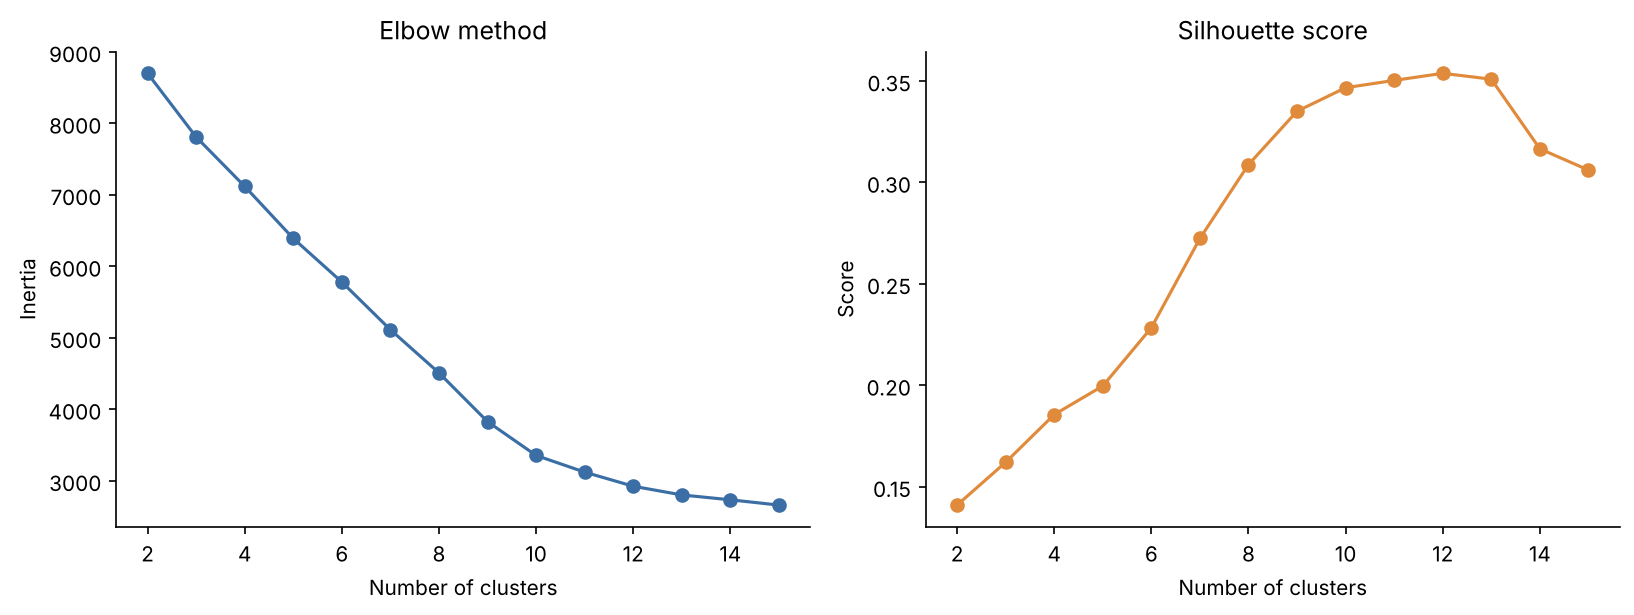 Elbow method
9000
8000
7000
6000
5000
4000
3000
Inertia
2 4 6 8 10 12 14
Number of clusters
Silhouette score
0.35
0.30
0.25
0.20
0.15
Score
2 4 6 8 10 12 14
Number of clusters